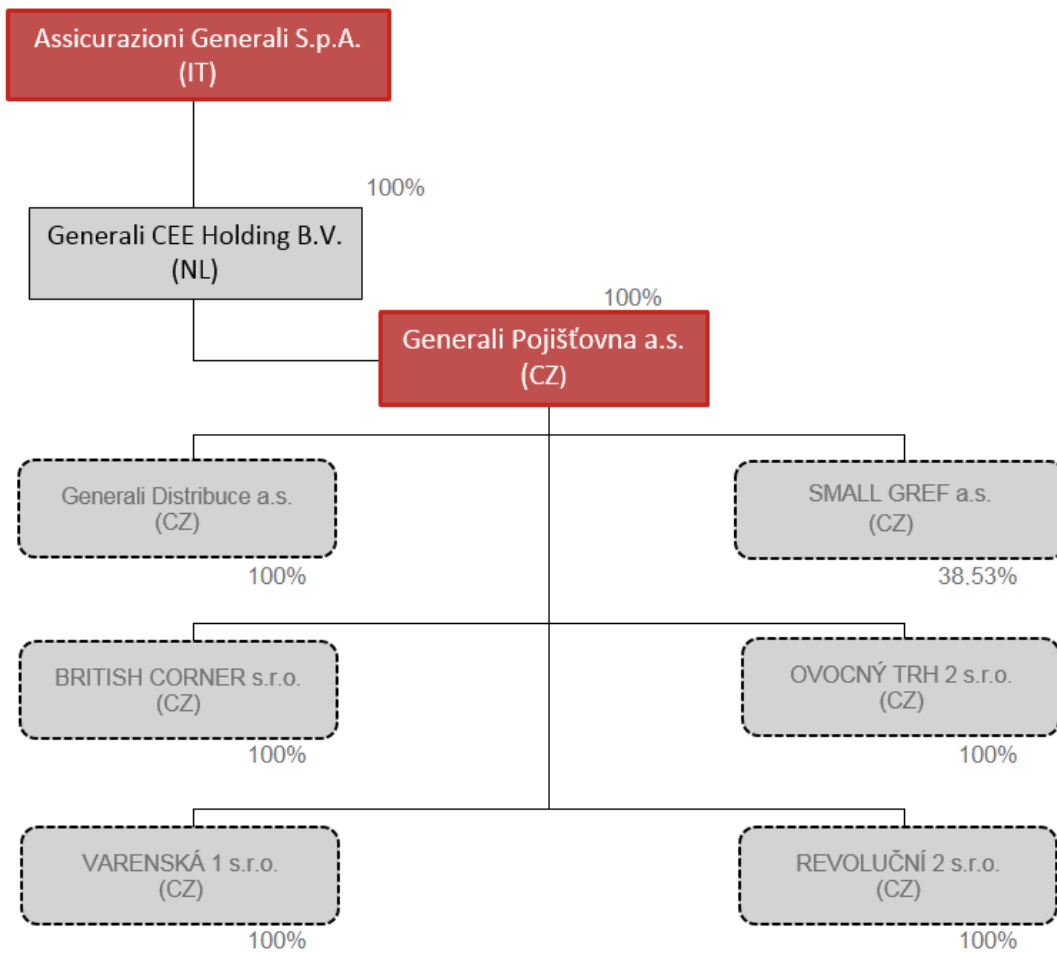 Assicurazioni Generali S.p.A.
(IT)
100%
Generali CEE Holding B.V.
(NL)
100%
Generali Pojišťovna a.s.
(CZ)
Generali Distribuce a.s.
(CZ)
100%
SMALL GREF a.s.
(CZ)
38.53%
BRITISH CORNER s.r.o.
(CZ)
100%
OVOCNÝ TRH 2 s.r.o.
(CZ)
100%
VARENSKÁ 1 s.r.o.
(CZ)
100%
REVOLUČNÍ 2 s.r.o.
(CZ)
100%